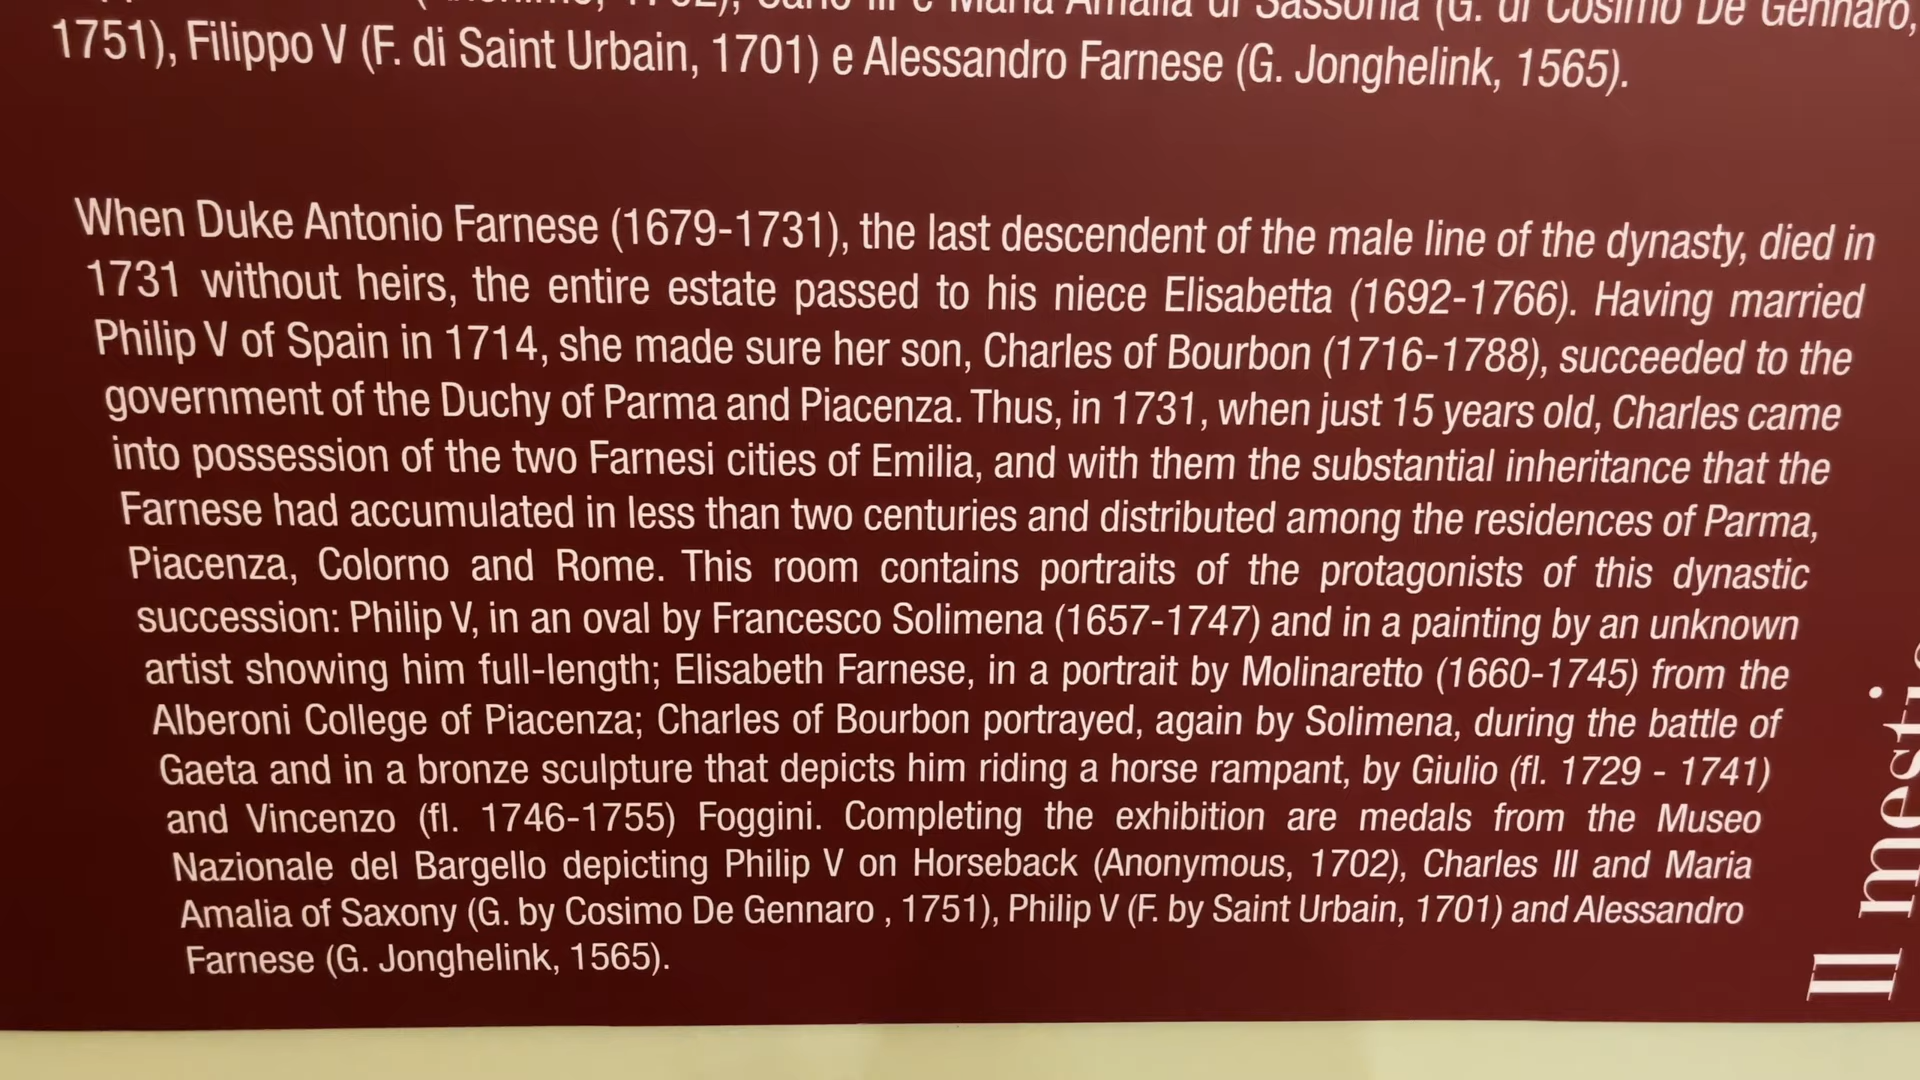 Carlo III e Maria Amalia di Sassonia (G. di Cosimo De Gennaro,
1751), Filippo V (F. di Saint Urbain, 1701) e Alessandro Farnese (G. Jonghelink, 1565).
When Duke Antonio Farnese (1679-1731), the last descendent of the male line of the dynasty, died in
1731 without heirs, the entire estate passed to his niece Elisabetta (1692-1766). Having married
Philip V of Spain in 1714, she made sure her son, Charles of Bourbon (1716-1788), succeeded to the
government of the Duchy of Parma and Piacenza. Thus, in 1731, when just 15 years old, Charles came
into possession of the two Farnesi cities of Emilia, and with them the substantial inheritance that the
Farnese had accumulated in less than two centuries and distributed among the residences of Parma,
Piacenza, Colorno and Rome. This room contains portraits of the protagonists of this dynastic
succession: Philip V, in an oval by Francesco Solimena (1657-1747) and in a painting by an unknown
artist showing him full-length; Elisabeth Farnese, in a portrait by Molinaretto (1660-1745) from the
Alberoni College of Piacenza; Charles of Bourbon portrayed, again by Solimena, during the battle of
Gaeta and in a bronze sculpture that depicts him riding a horse rampant, by Giulio (fl. 1729 - 1741)
and Vincenzo (fl. 1746-1755) Foggini. Completing the exhibition are medals from the Museo
Nazionale del Bargello depicting Philip V on Horseback (Anonymous, 1702), Charles III and Maria
Amalia of Saxony (G. by Cosimo De Gennaro , 1751), Philip V (F. by Saint Urbain, 1701) and Alessandro
Farnese (G. Jonghelink, 1565).
Il